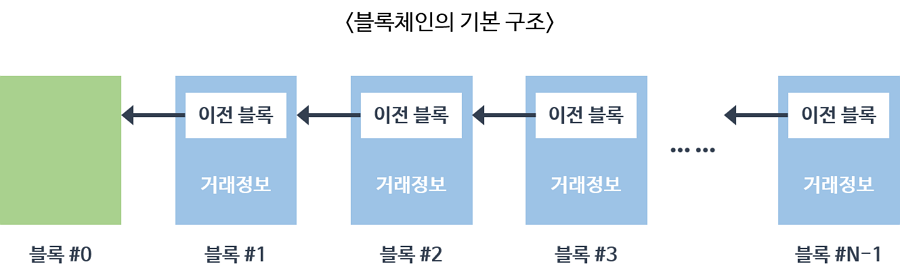 <블록체인의 기본 구조>
이전 블록 이전 블록 이전 블록 이전 블록
... ...
거래정보 거래정보 거래정보 거래정보
블록 #0 블록 #1 블록 #2 블록 #3 블록 #N-1